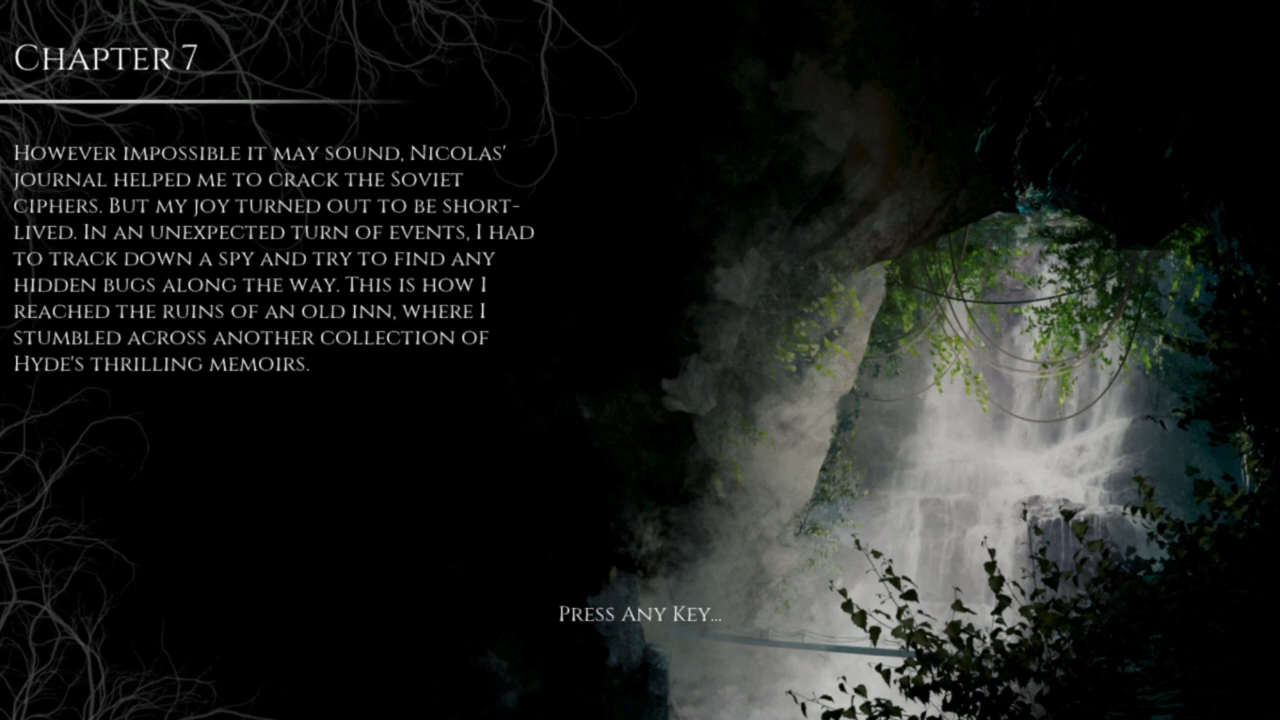 Chapter 7
However impossible it may sound, Nicolas'
journal helped me to crack the Soviet
ciphers. But my joy turned out to be short-
lived. In an unexpected turn of events, I had
to track down a spy and try to find any
hidden bugs along the way. This is how I
reached the ruins of an old inn, where I
stumbled across another collection of
Hyde's thrilling memoirs.
Press Any Key...